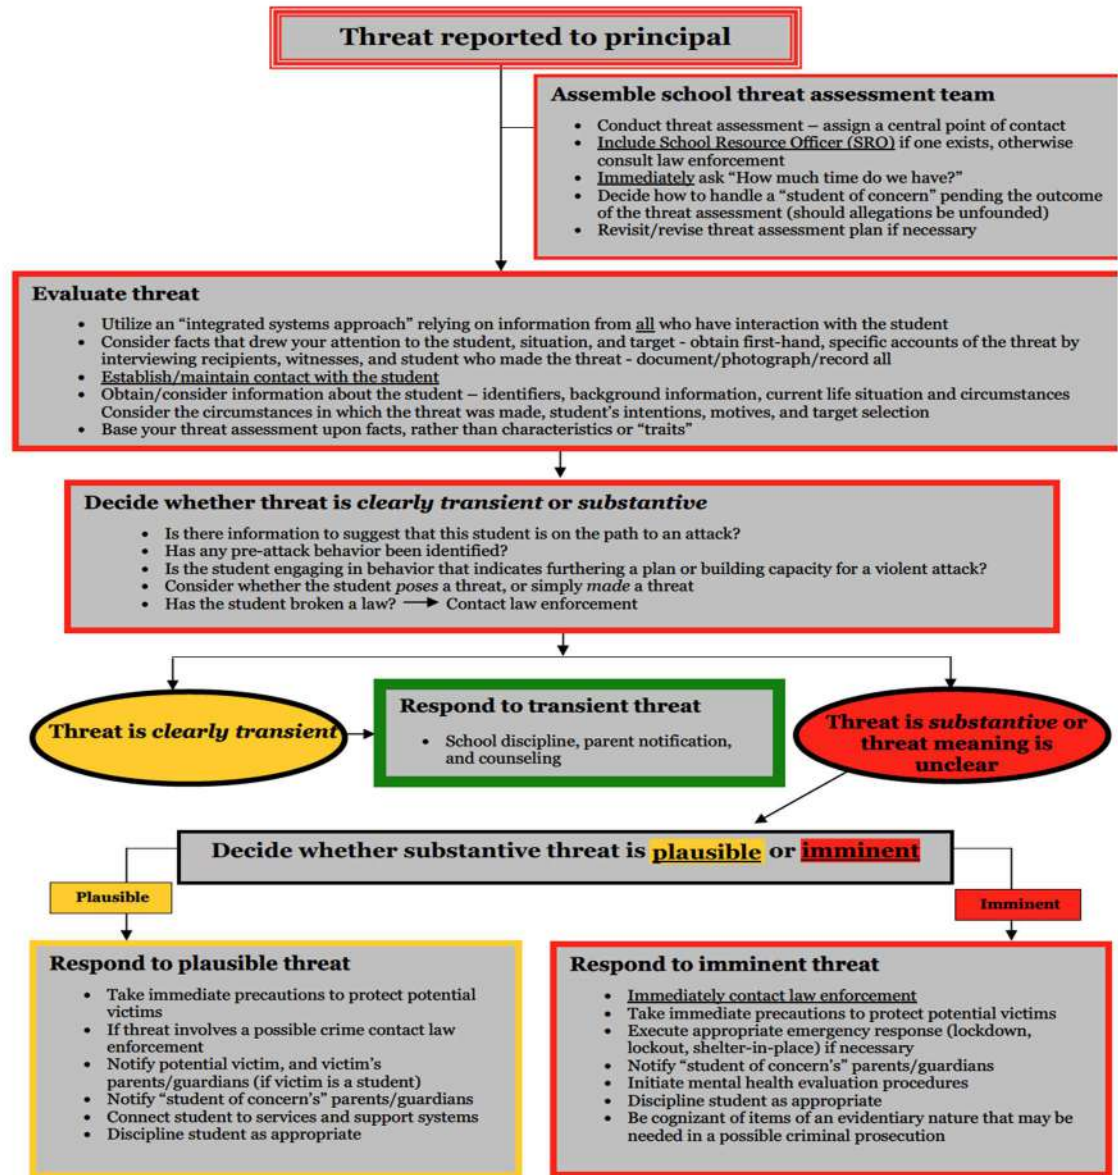 Threat reported to principal
Assemble school threat assessment team
• Conduct threat assessment – assign a central point of contact
• Include School Resource Officer (SRO) if one exists, otherwise
consult law enforcement
• Immediately ask “How much time do we have?”
• Decide how to handle a “student of concern” pending the outcome
of the threat assessment (should allegations be unfounded)
• Revisit/revise threat assessment plan if necessary
Evaluate threat
• Utilize an “integrated systems approach” relying on information from all who have interaction with the student
• Consider facts that drew your attention to the student, situation, and target - obtain first-hand, specific accounts of the threat by
interviewing recipients, witnesses, and student who made the threat - document/photograph/record all
• Establish/maintain contact with the student
• Obtain/consider information about the student – identifiers, background information, current life situation and circumstances
Consider the circumstances in which the threat was made, student’s intentions, motives, and target selection
• Base your threat assessment upon facts, rather than characteristics or “traits”
Decide whether threat is clearly transient or substantive
• Is there information to suggest that this student is on the path to an attack?
• Has any pre-attack behavior been identified?
• Is the student engaging in behavior that indicates furthering a plan or building capacity for a violent attack?
• Consider whether the student poses a threat, or simply made a threat
• Has the student broken a law? → Contact law enforcement
Threat is clearly transient
Respond to transient threat
• School discipline, parent notification,
and counseling
Threat is substantive or
threat meaning is
unclear
Decide whether substantive threat is plausible or imminent
Plausible
Imminent
Respond to plausible threat
• Take immediate precautions to protect potential
victims
• If threat involves a possible crime contact law
enforcement
• Notify potential victim, and victim’s
parents/guardians (if victim is a student)
• Notify “student of concern’s” parents/guardians
• Connect student to services and support systems
• Discipline student as appropriate
Respond to imminent threat
• Immediately contact law enforcement
• Take immediate precautions to protect potential victims
• Execute appropriate emergency response (lockdown,
lockout, shelter-in-place) if necessary
• Notify “student of concern’s” parents/guardians
• Initiate mental health evaluation procedures
• Discipline student as appropriate
• Be cognizant of items of an evidentiary nature that may be
needed in a possible criminal prosecution